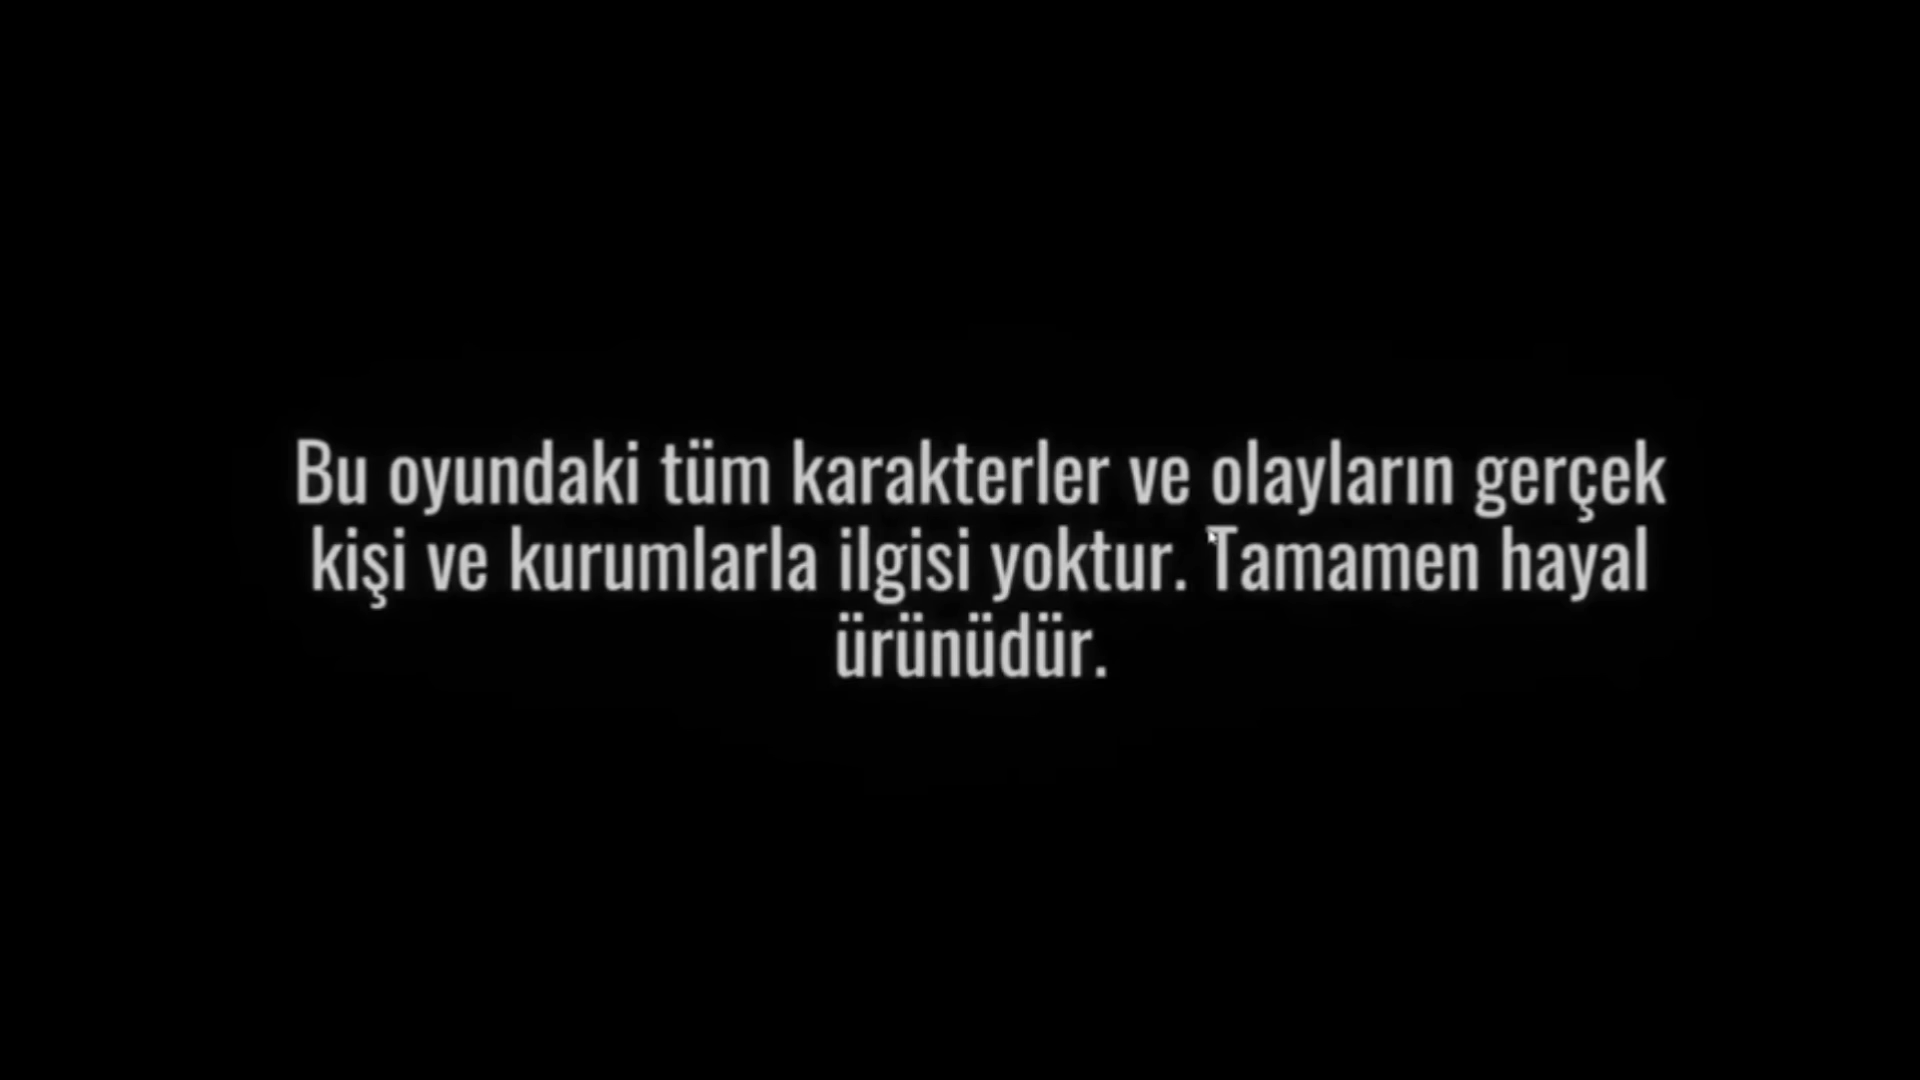 Bu oyundaki tüm karakterler ve olayların gerçek
kişi ve kurumlarla ilgisi yoktur. Tamamen hayal
ürünüdür.